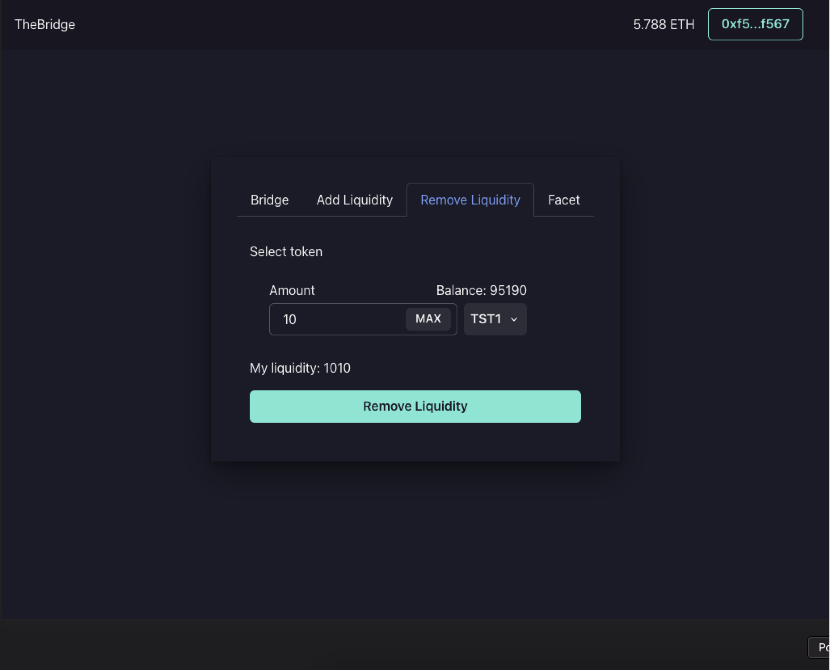 TheBridge 5.788 ETH 0xf5...f567
Bridge Add Liquidity Remove Liquidity Facet
Select token
Amount Balance: 95190
10 MAX TST1
My liquidity: 1010
Remove Liquidity